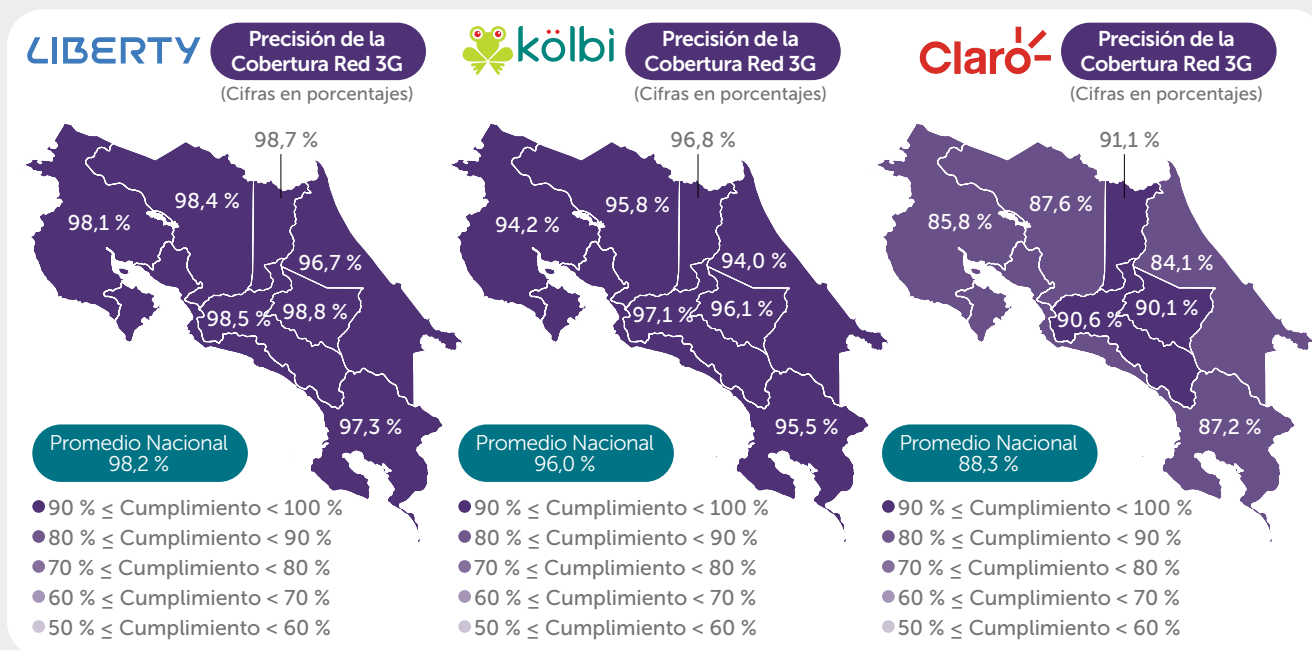 LIBERTY
Precisión de la
Cobertura Red 3G
(Cifras en porcentajes)
98,7 %
98,4 %
98,1 %
96,7 %
98,5 %
98,8 %
97,3 %
Promedio Nacional
98,2 %
90 % ≤ Cumplimiento < 100 %
80 % ≤ Cumplimiento < 90 %
70 % ≤ Cumplimiento < 80 %
60 % ≤ Cumplimiento < 70 %
50 % ≤ Cumplimiento < 60 %
kölbi
Precisión de la
Cobertura Red 3G
(Cifras en porcentajes)
96,8 %
95,8 %
94,2 %
94,0 %
97,1 %
96,1 %
95,5 %
Promedio Nacional
96,0 %
90 % ≤ Cumplimiento < 100 %
80 % ≤ Cumplimiento < 90 %
70 % ≤ Cumplimiento < 80 %
60 % ≤ Cumplimiento < 70 %
50 % ≤ Cumplimiento < 60 %
Claro
Precisión de la
Cobertura Red 3G
(Cifras en porcentajes)
91,1 %
87,6 %
85,8 %
84,1 %
90,6 %
90,1 %
87,2 %
Promedio Nacional
88,3 %
90 % ≤ Cumplimiento < 100 %
80 % ≤ Cumplimiento < 90 %
70 % ≤ Cumplimiento < 80 %
60 % ≤ Cumplimiento < 70 %
50 % ≤ Cumplimiento < 60 %